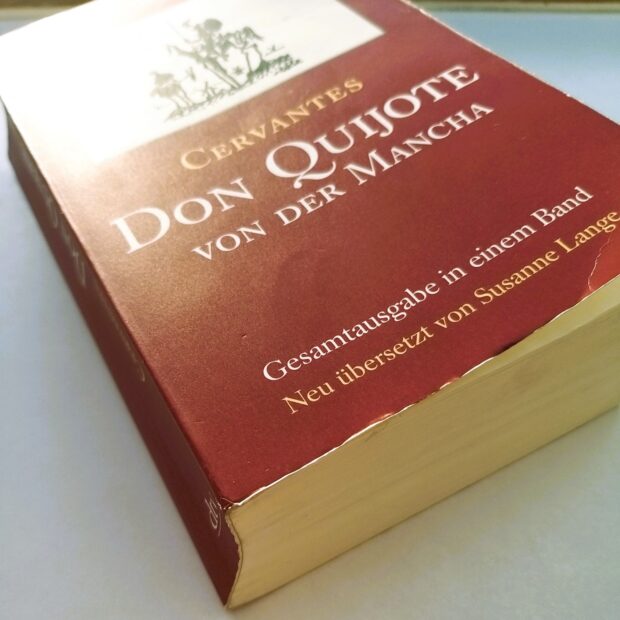 CERVANTES
DON QUIJOTE
VON DER MANCHA
Gesamtausgabe in einem Band
Neu übersetzt von Susanne Lange